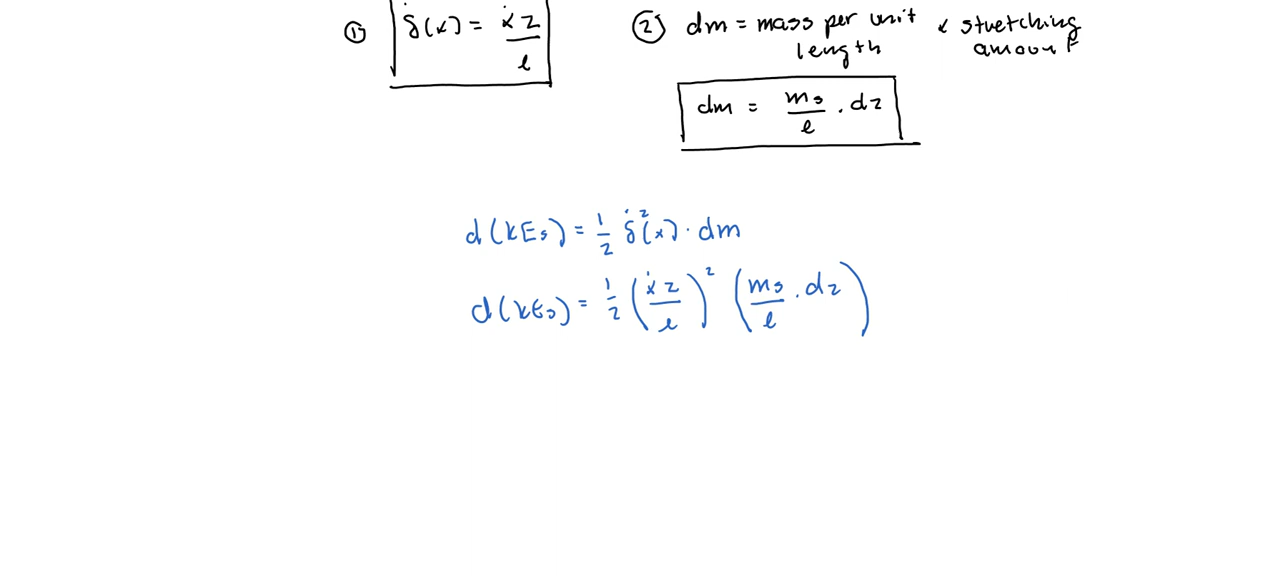 ① δ̇(x) = ẋz/l
② dm = mass per unit length × stretching amount
dm = ms/l . dz
d(KEs) = 1/2 δ̇²(x) · dm
d(KEs) = 1/2 (ẋz/l)² (ms/l . dz)